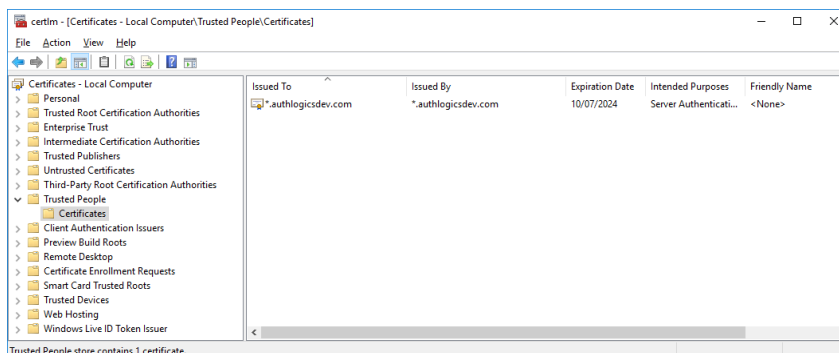 certlm - [Certificates - Local Computer\Trusted People\Certificates]
File Action View Help
Certificates - Local Computer
Personal
Trusted Root Certification Authorities
Enterprise Trust
Intermediate Certification Authorities
Trusted Publishers
Untrusted Certificates
Third-Party Root Certification Authorities
Trusted People
Certificates
Client Authentication Issuers
Preview Build Roots
Remote Desktop
Certificate Enrollment Requests
Smart Card Trusted Roots
Trusted Devices
Web Hosting
Windows Live ID Token Issuer
Issued To Issued By Expiration Date Intended Purposes Friendly Name
*.authlogicsdev.com *.authlogicsdev.com 10/07/2024 Server Authenticati... <None>
Trusted People store contains 1 certificate.